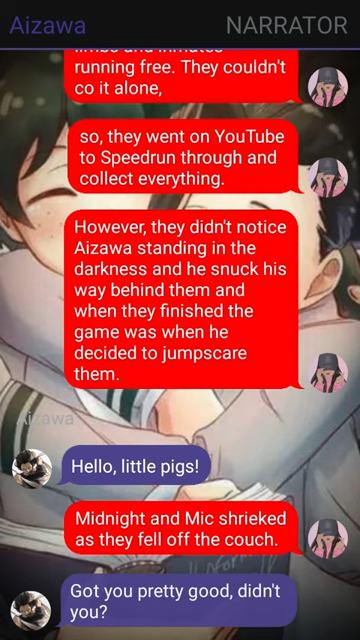 Aizawa
NARRATOR
limbs and inmates
running free. They couldn't
co it alone,
so, they went on YouTube
to Speedrun through and
collect everything.
However, they didn't notice
Aizawa standing in the
darkness and he snuck his
way behind them and
when they finished the
game was when he
decided to jumpscare
them.
Aizawa
Hello, little pigs!
Midnight and Mic shrieked
as they fell off the couch.
Got you pretty good, didn't
you?